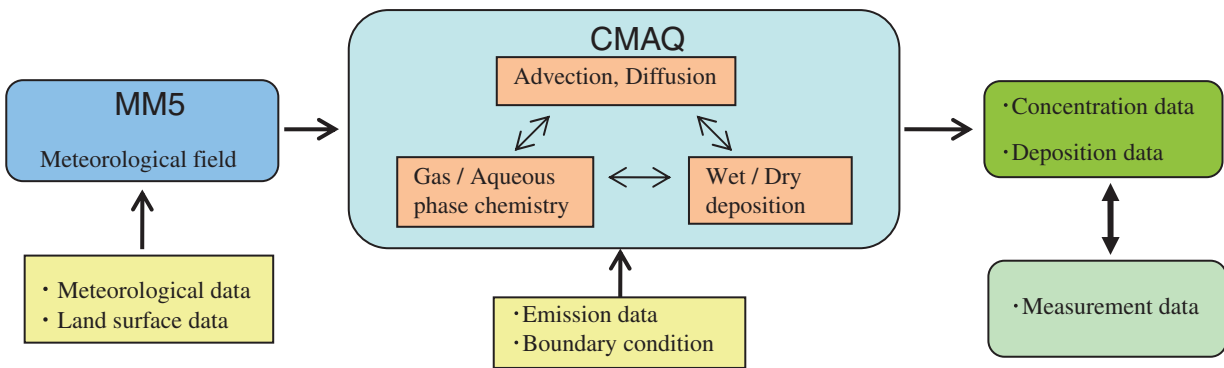 CMAQ
Advection, Diffusion
MM5
Meteorological field
Gas / Aqueous
phase chemistry
Wet / Dry
deposition
・Concentration data
・Deposition data
・Meteorological data
・Land surface data
・Emission data
・Boundary condition
・Measurement data